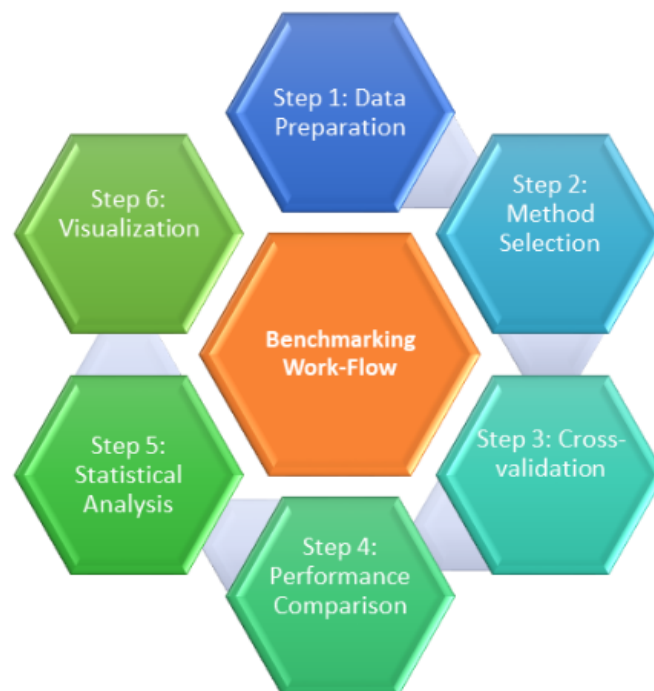 Step 1: Data
Preparation
Step 2:
Method
Selection
Step 3: Cross-
validation
Step 4:
Performance
Comparison
Step 5:
Statistical
Analysis
Step 6:
Visualization
Benchmarking
Work-Flow